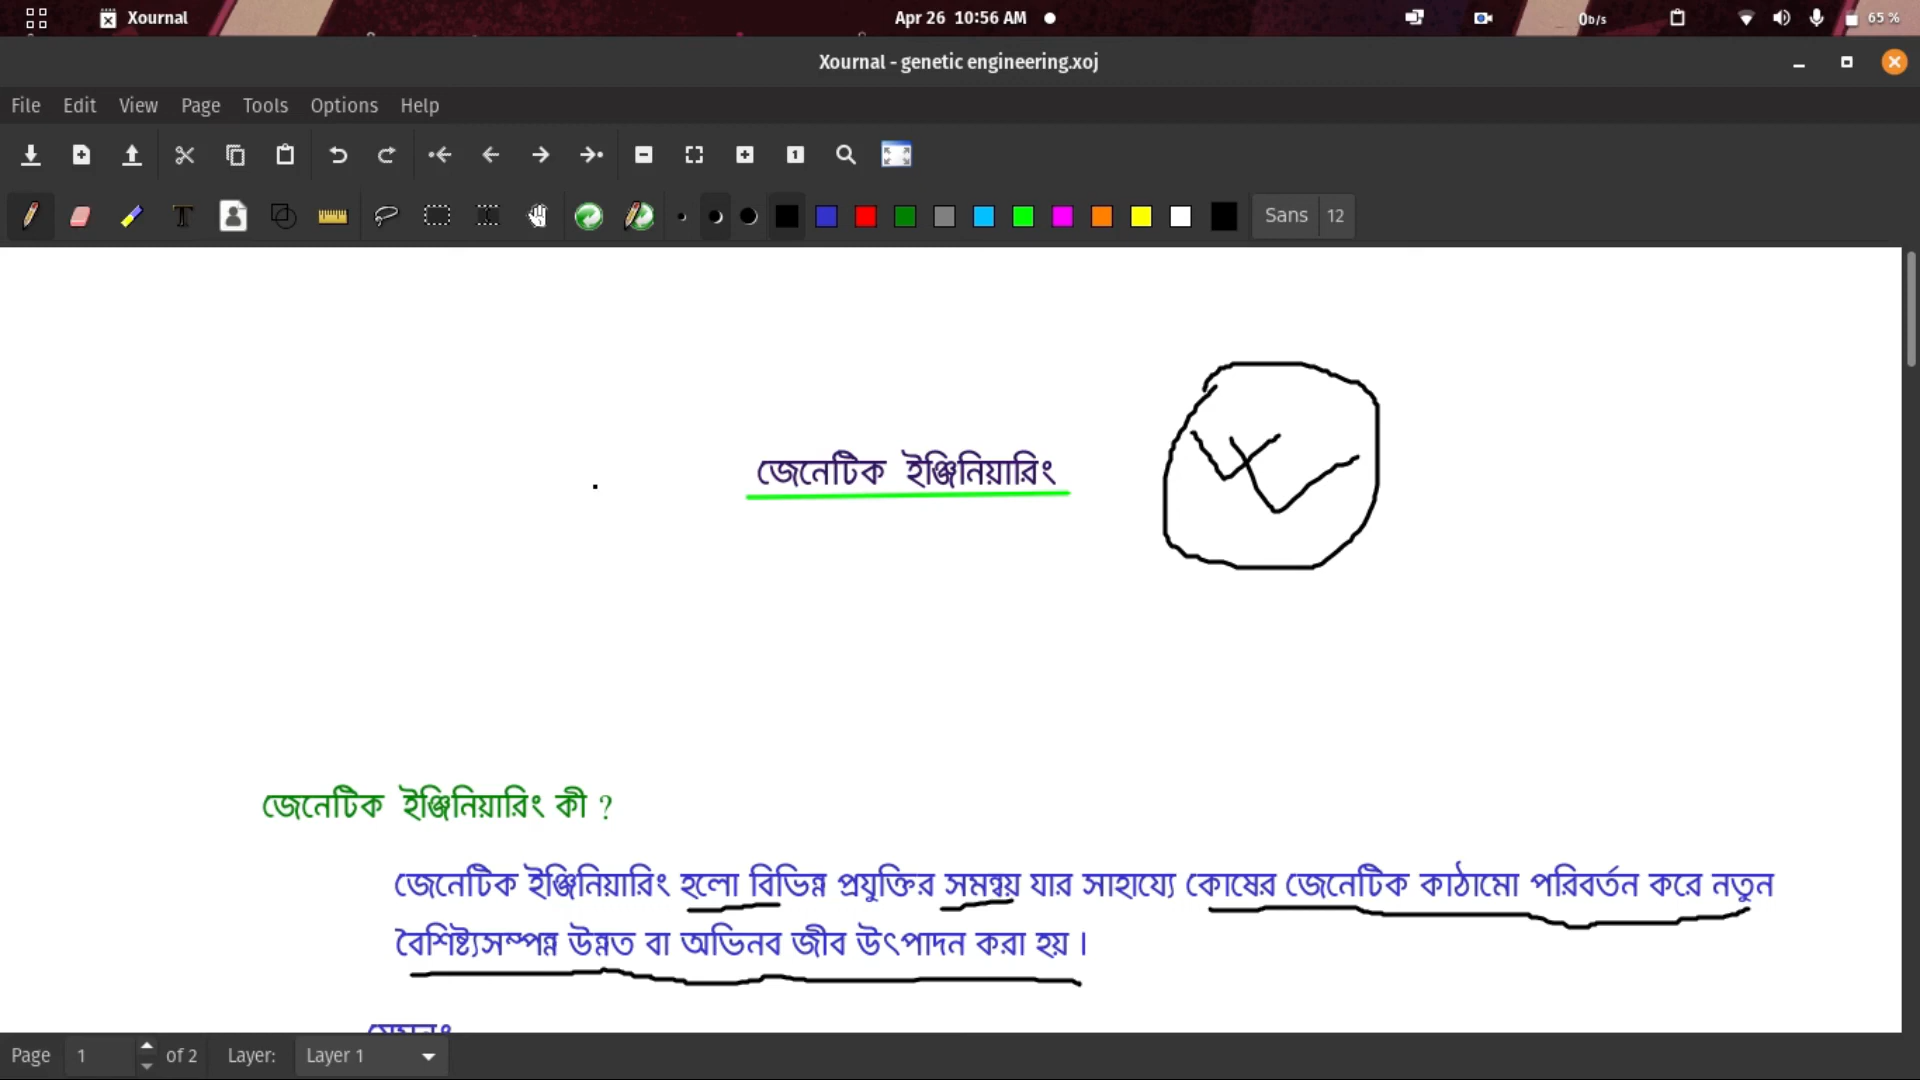 Xournal
Apr 26 10:56 AM
0b/s
65 %
Xournal - genetic engineering.xoj
File Edit View Page Tools Options Help
Sans 12
জেনেটিক ইঞ্জিনিয়ারিং
জেনেটিক ইঞ্জিনিয়ারিং কী ?
জেনেটিক ইঞ্জিনিয়ারিং হলো বিভিন্ন প্রযুক্তির সমন্বয় যার সাহায্যে কোষের জেনেটিক কাঠামো পরিবর্তন করে নতুন
বৈশিষ্ট্যসম্পন্ন উন্নত বা অভিনব জীব উৎপাদন করা হয় ।
Page 1 of 2 Layer: Layer 1